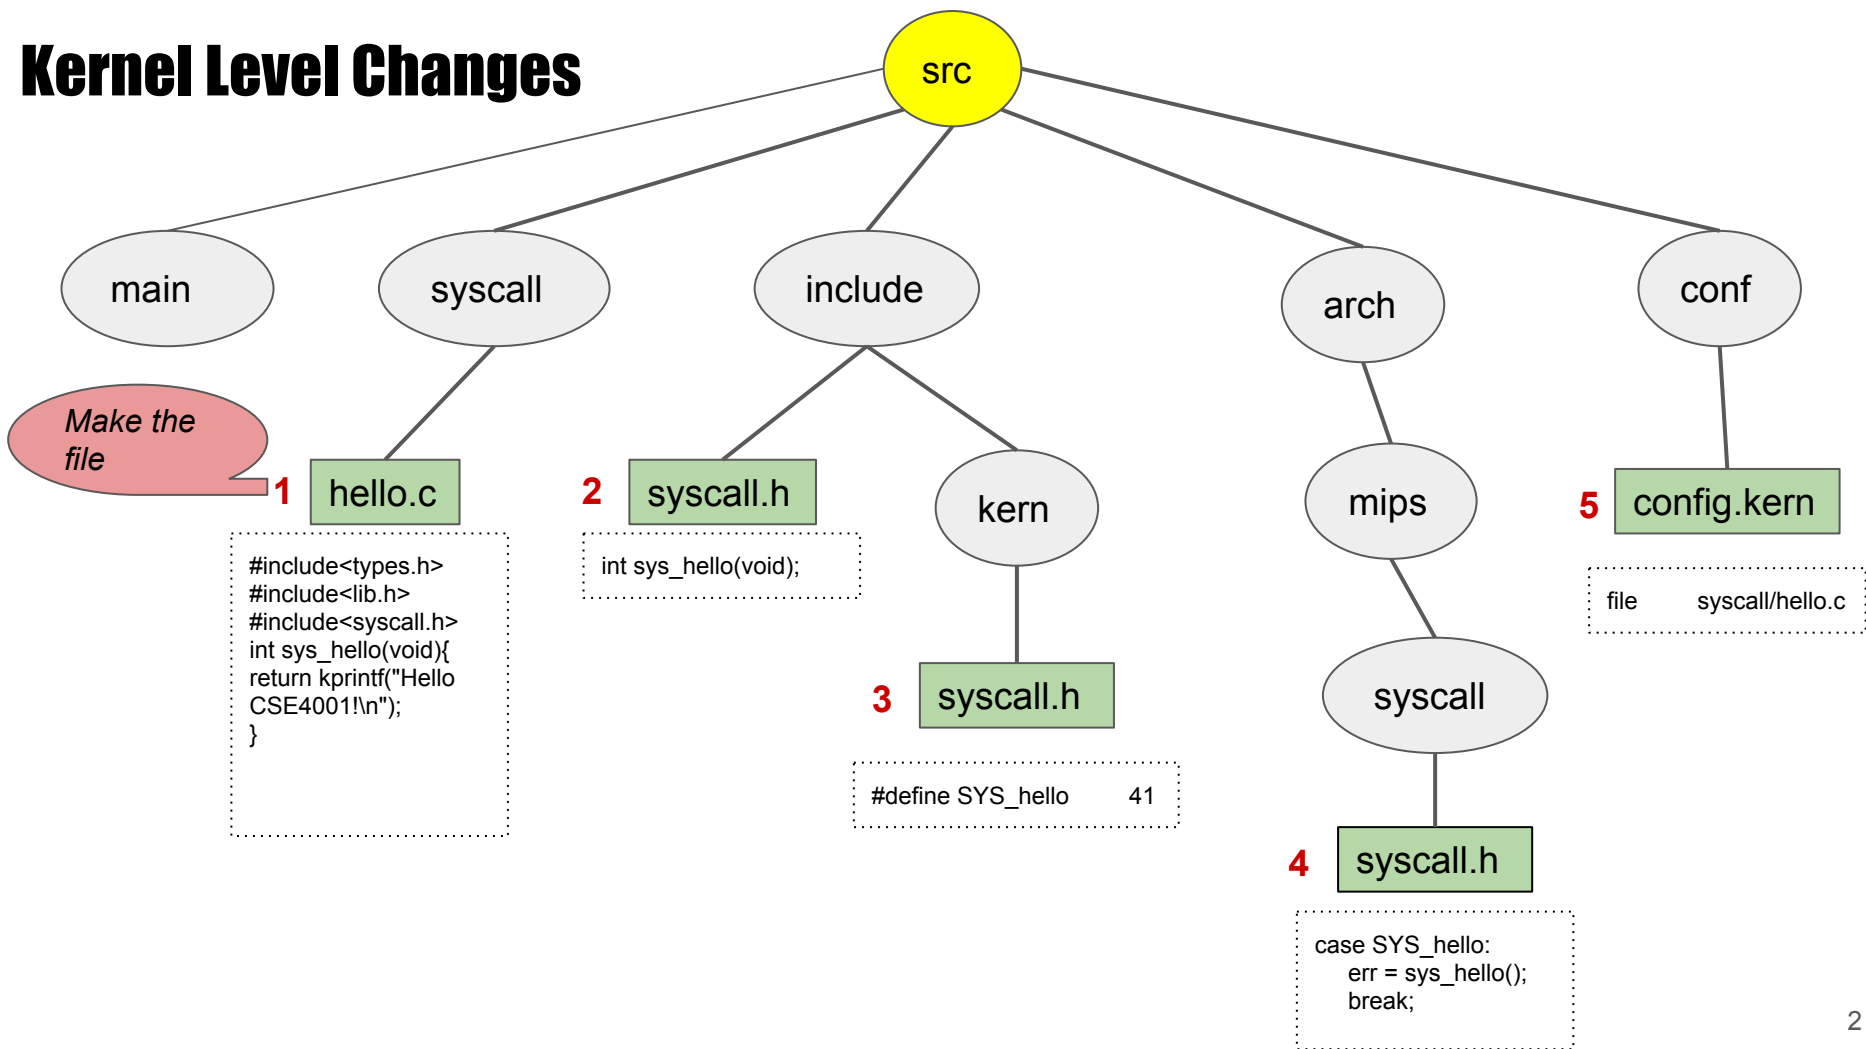 Kernel Level Changes
src
main
syscall
include
arch
conf
Make the
file
1
hello.c
#include<types.h>
#include<lib.h>
#include<syscall.h>
int sys_hello(void){
return kprintf("Hello
CSE4001!\n");
}
2
syscall.h
int sys_hello(void);
kern
3
syscall.h
#define SYS_hello 41
mips
syscall
4
syscall.h
case SYS_hello:
err = sys_hello();
break;
5
config.kern
file syscall/hello.c
2